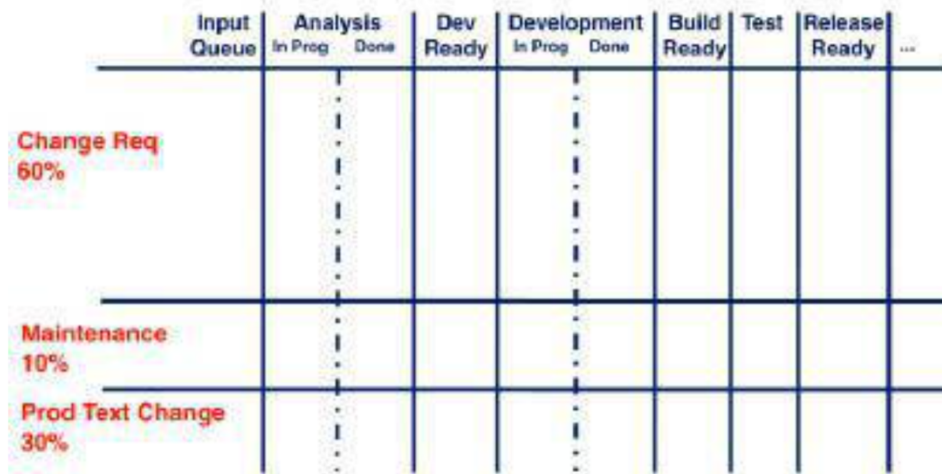 Input Queue
Analysis
In Prog Done
Dev Ready
Development
In Prog Done
Build Ready
Test
Release Ready
...
Change Req
60%
Maintenance
10%
Prod Text Change
30%